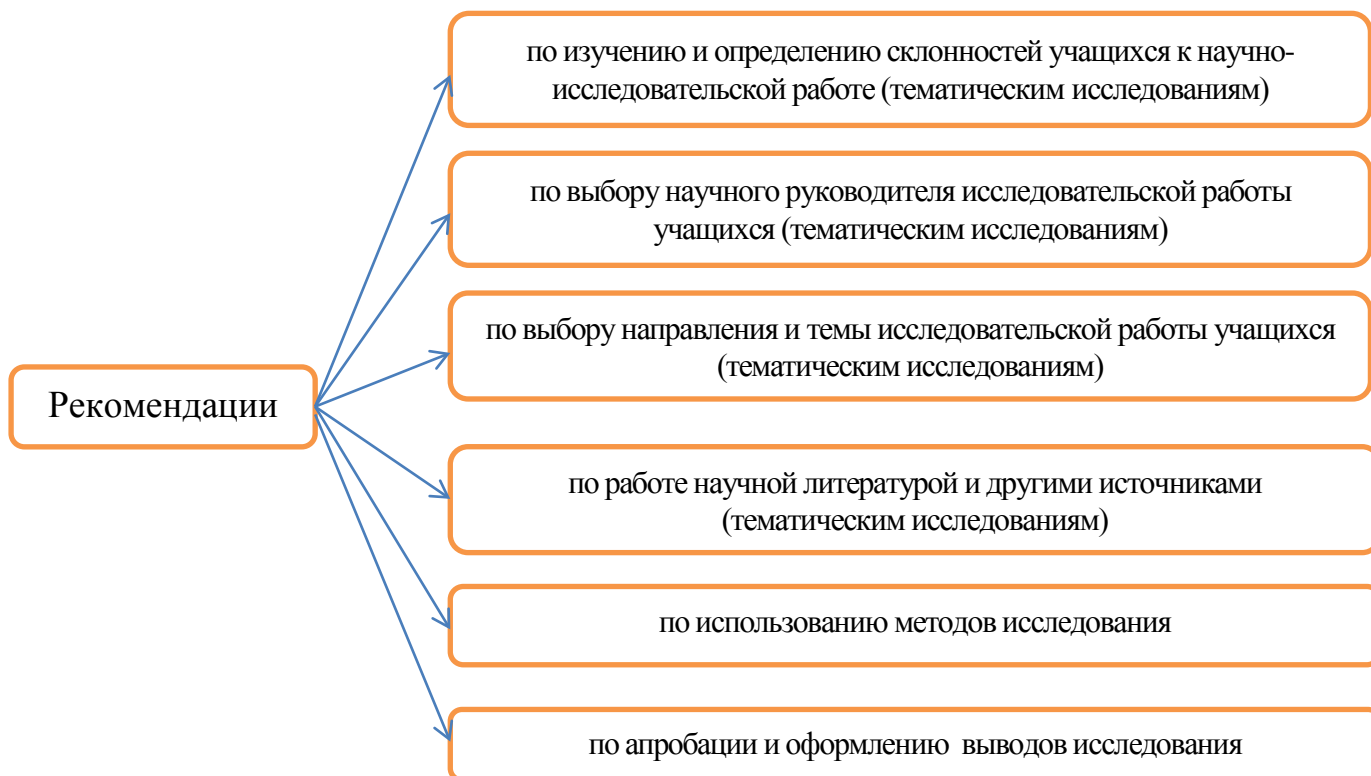 по изучению и определению склонностей учащихся к научно-
исследовательской работе (тематическим исследованиям)
по выбору научного руководителя исследовательской работы
учащихся (тематическим исследованиям)
по выбору направления и темы исследовательской работы учащихся
(тематическим исследованиям)
Рекомендации
по работе научной литературой и другими источниками
(тематическим исследованиям)
по использованию методов исследования
по апробации и оформлению выводов исследования